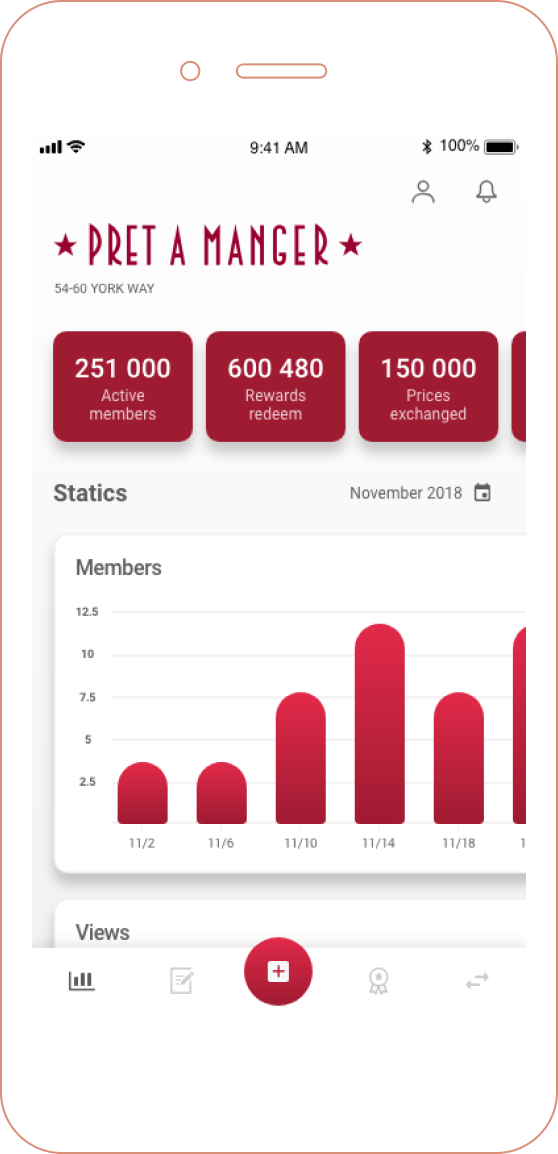 9:41 AM 100%
PRET A MANGER
54-60 YORK WAY
251 000 600 480 150 000
Active Rewards Prices
members redeem exchanged
Statics November 2018
Members
12.5
10
7.5
5
2.5
11/2 11/6 11/10 11/14 11/18 1
Views